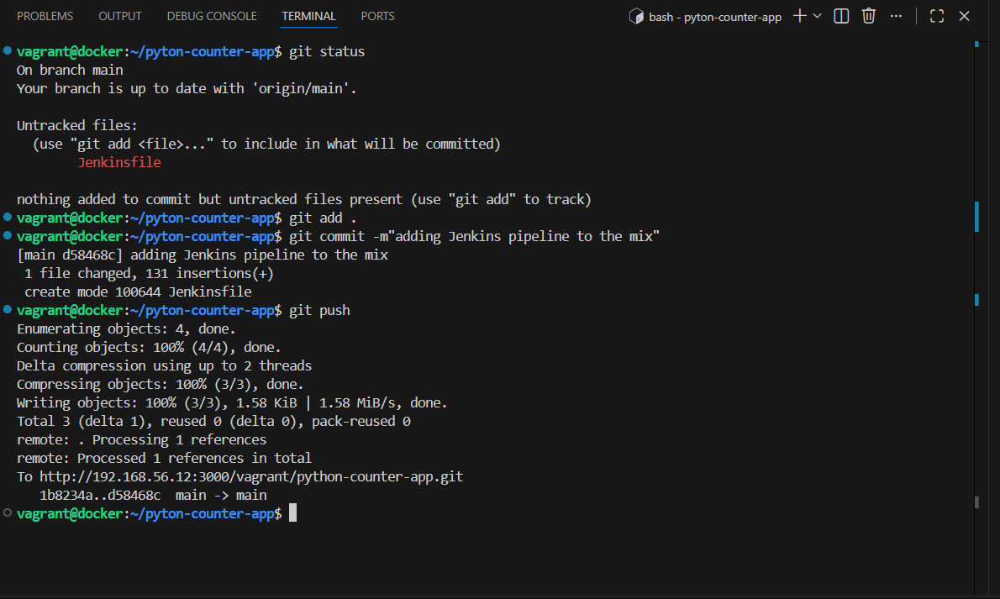 PROBLEMS OUTPUT DEBUG CONSOLE TERMINAL PORTS bash - pyton-counter-app
vagrant@docker:~/pyton-counter-app$ git status
On branch main
Your branch is up to date with 'origin/main'.
Untracked files:
(use "git add <file>..." to include in what will be committed)
Jenkinsfile
nothing added to commit but untracked files present (use "git add" to track)
vagrant@docker:~/pyton-counter-app$ git add .
vagrant@docker:~/pyton-counter-app$ git commit -m"adding Jenkins pipeline to the mix"
[main d58468c] adding Jenkins pipeline to the mix
1 file changed, 131 insertions(+)
create mode 100644 Jenkinsfile
vagrant@docker:~/pyton-counter-app$ git push
Enumerating objects: 4, done.
Counting objects: 100% (4/4), done.
Delta compression using up to 2 threads
Compressing objects: 100% (3/3), done.
Writing objects: 100% (3/3), 1.58 KiB | 1.58 MiB/s, done.
Total 3 (delta 1), reused 0 (delta 0), pack-reused 0
remote: . Processing 1 references
remote: Processed 1 references in total
To http://192.168.56.12:3000/vagrant/python-counter-app.git
1b8234a..d58468c main -> main
vagrant@docker:~/pyton-counter-app$